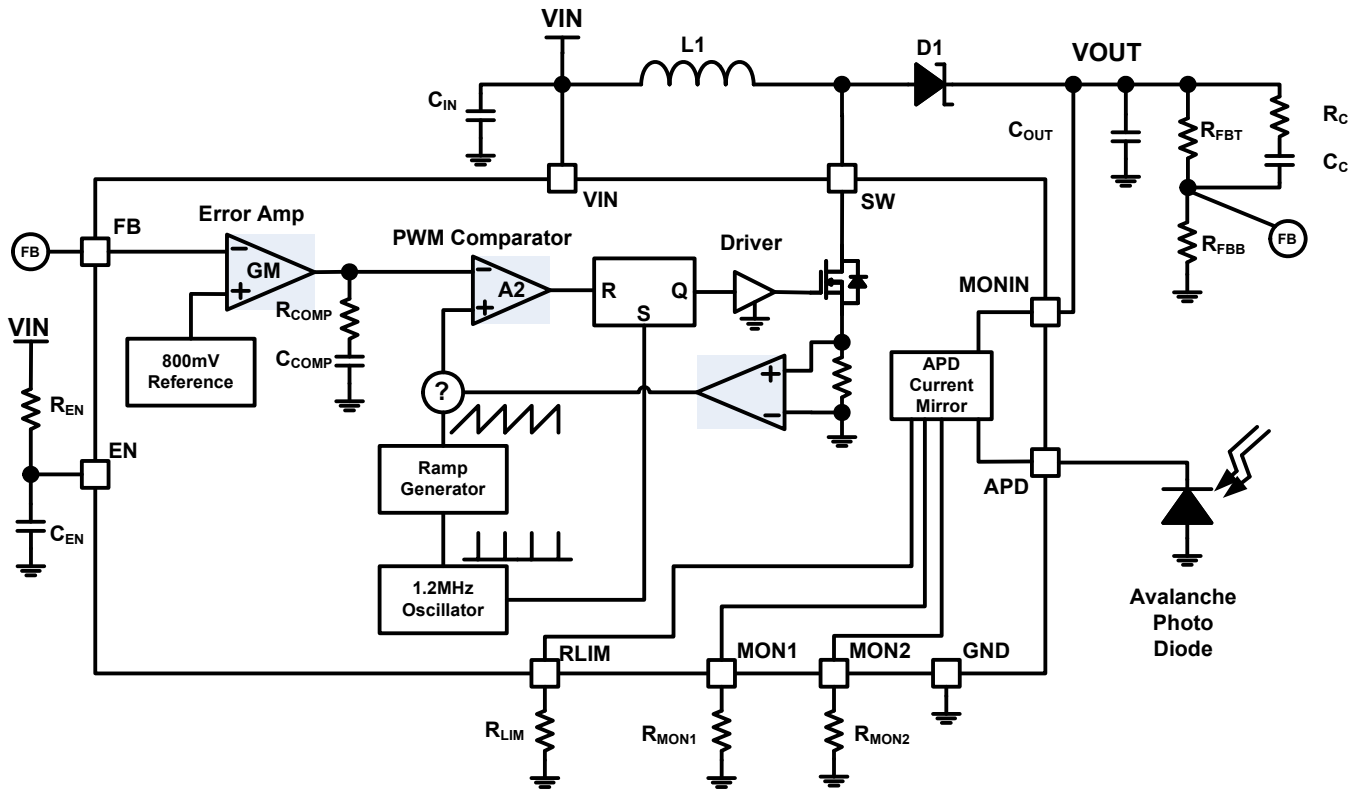 VIN
L1
D1
VOUT
CIN
COUT
RFBT
RC
CC
VIN
SW
FB
FB
Error Amp
PWM Comparator
Driver
RFBB
FB
GM
A2
R
Q
S
MONIN
RCOMP
CCOMP
VIN
800mV
Reference
APD
Current
Mirror
REN
?
EN
Ramp
Generator
APD
CEN
1.2MHz
Oscillator
Avalanche
Photo
Diode
RLIM
MON1
MON2
GND
RLIM
RMON1
RMON2